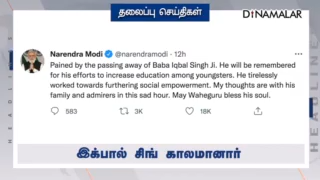 தலைப்பு செய்திகள்
DINAMALAR
Narendra Modi @narendramodi · 12h
Pained by the passing away of Baba Iqbal Singh Ji. He will be remembered
for his efforts to increase education among youngsters. He tirelessly
worked towards furthering social empowerment. My thoughts are with his
family and admirers in this sad hour. May Waheguru bless his soul.
583 3K 18K
இக்பால் சிங் காலமானார்